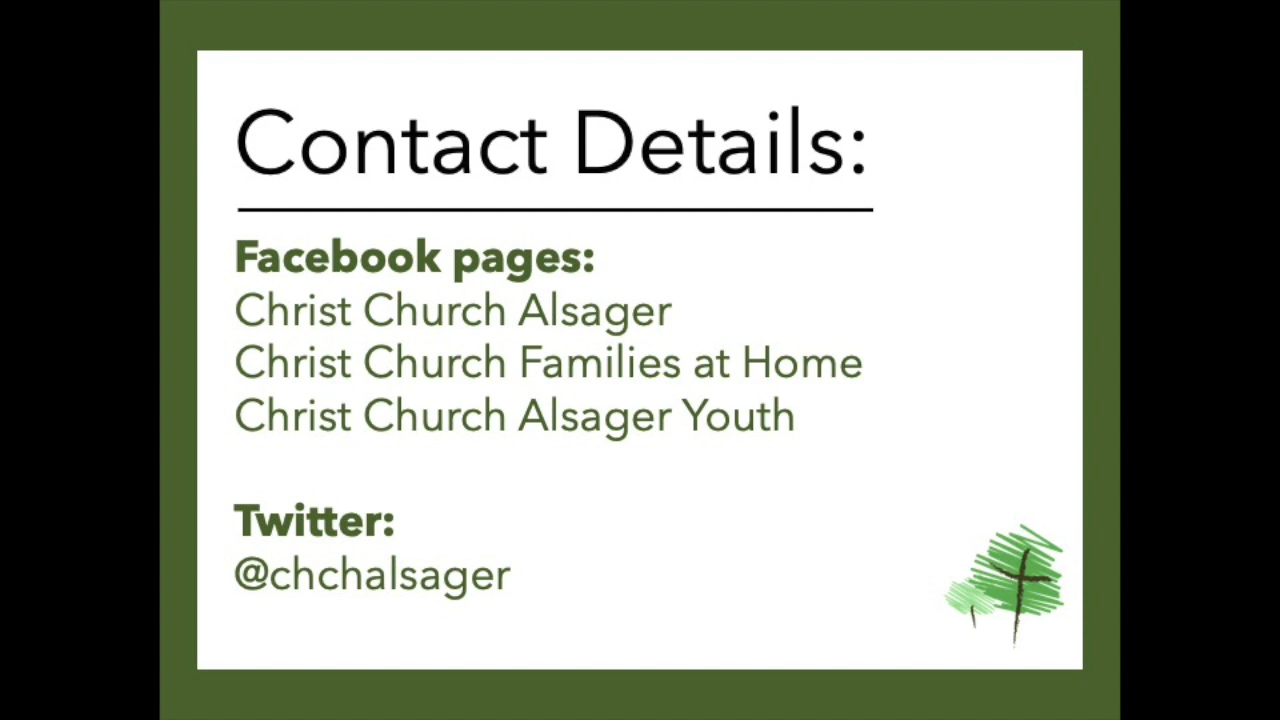 Contact Details:
Facebook pages:
Christ Church Alsager
Christ Church Families at Home
Christ Church Alsager Youth
Twitter:
@chchalsager